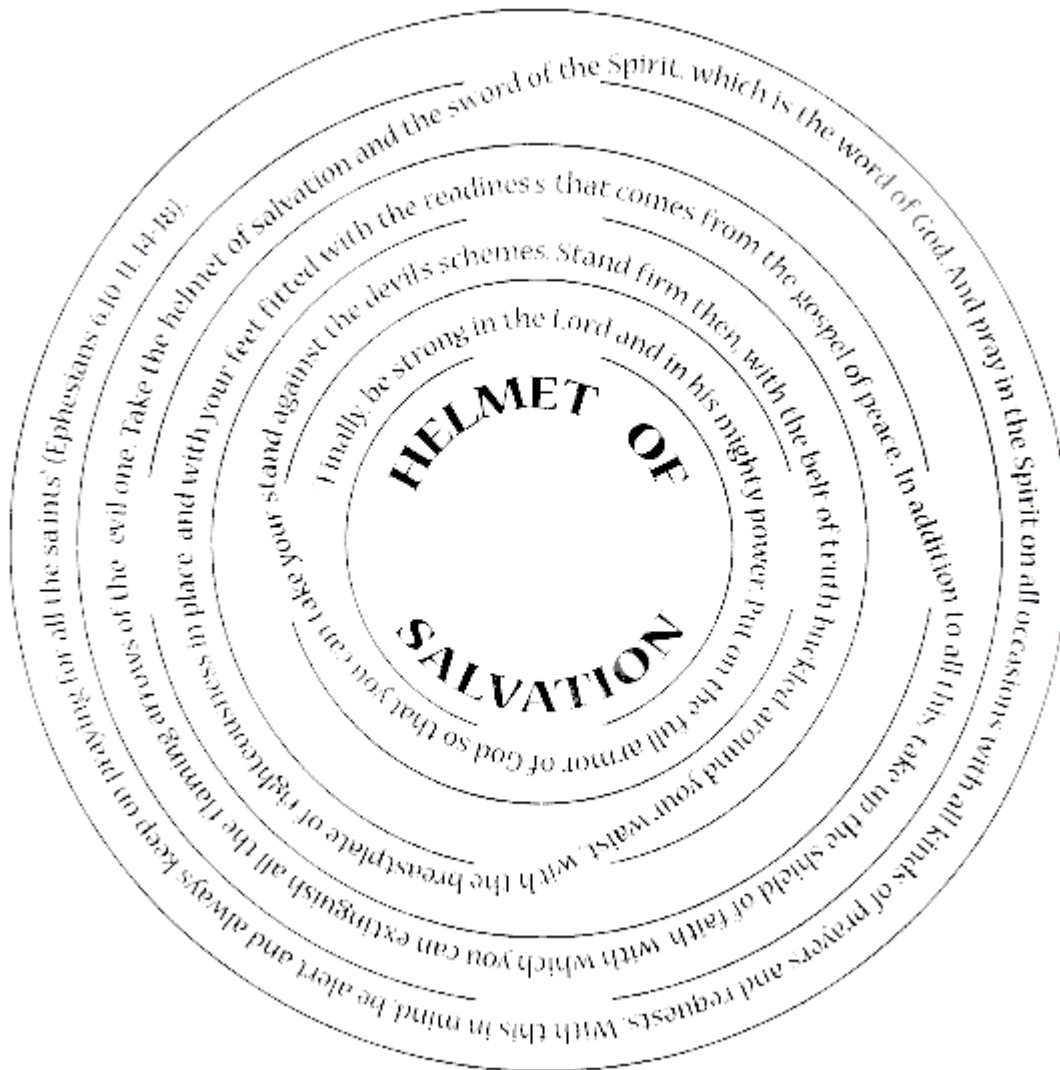 HELMET OF
SALVATION
Finally, be strong in the Lord and in his mighty power. Put on the full armor of God so that you can take your stand against the devil's schemes. Stand firm then, with the belt of truth buckled around your waist, with the breastplate of righteousness in place and with your feet fitted with the readiness that comes from the gospel of peace. In addition to all this, take up the shield of faith with which you can extinguish all the flaming arrows of the evil one. Take the helmet of salvation and the sword of the Spirit, which is the word of God. And pray in the Spirit on all occasions with all kinds of prayers and requests. With this in mind, be alert and always keep on praying for all the saints' (Ephesians 6:10-11, 14-18).